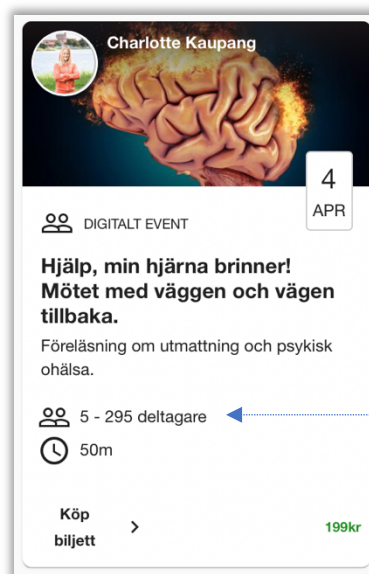 Charlotte Kaupang
4
APR
DIGITALT EVENT
Hjälp, min hjärna brinner!
Mötet med väggen och vägen
tillbaka.
Föreläsning om utmattning och psykisk
ohälsa.
5 - 295 deltagare
50m
Köp
biljett
199kr